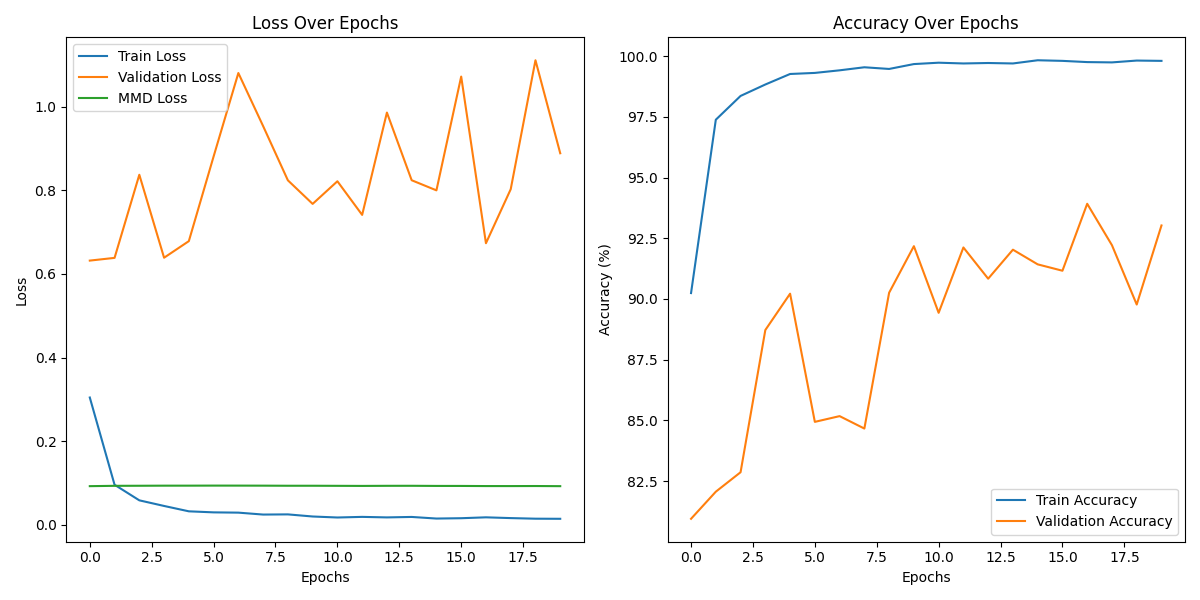 Loss Over Epochs
Train Loss
Validation Loss
MMD Loss
1.0
0.8
0.6
0.4
0.2
0.0
Loss
0.0 2.5 5.0 7.5 10.0 12.5 15.0 17.5
Epochs
Accuracy Over Epochs
100.0
97.5
95.0
92.5
90.0
87.5
85.0
82.5
Accuracy (%)
Train Accuracy
Validation Accuracy
0.0 2.5 5.0 7.5 10.0 12.5 15.0 17.5
Epochs